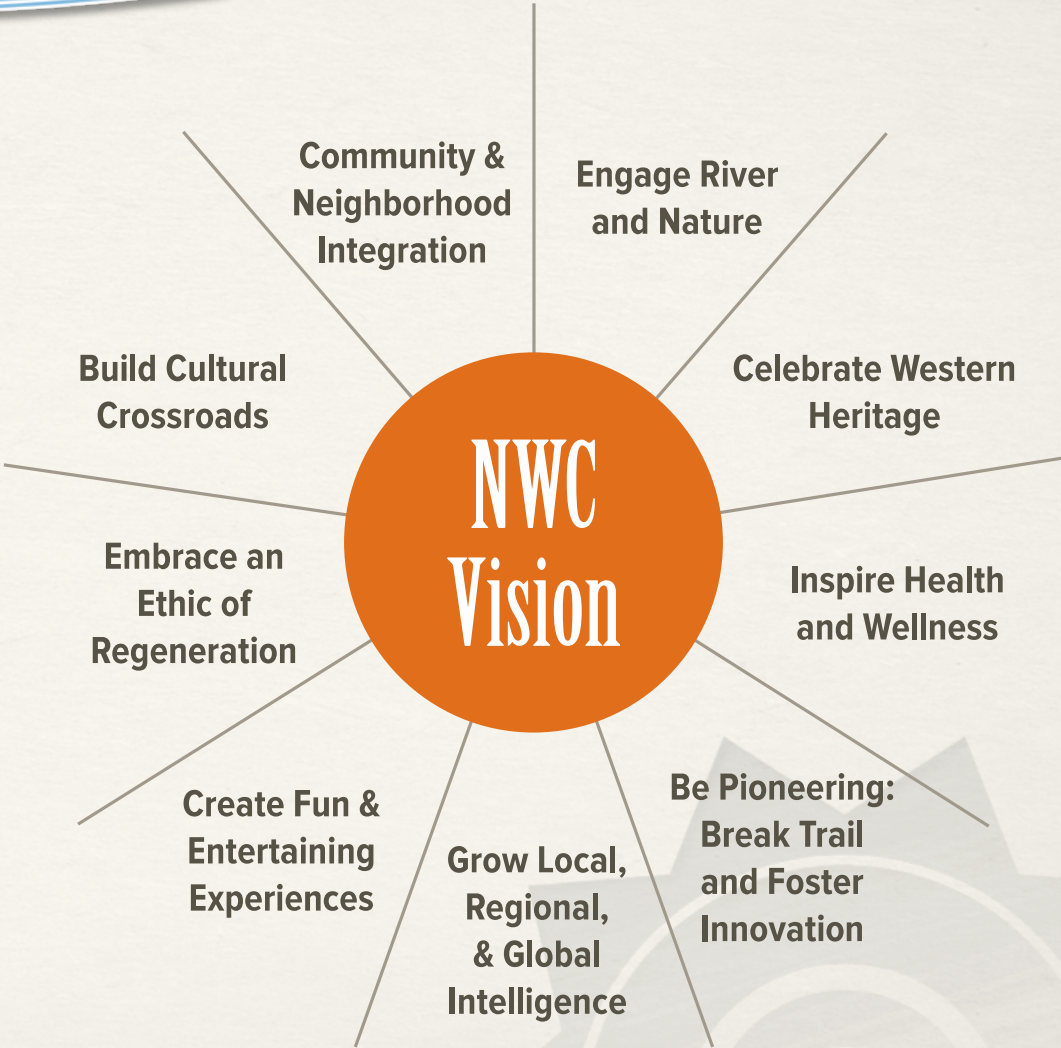 NWC
Vision
Community &
Neighborhood
Integration
Engage River
and Nature
Celebrate Western
Heritage
Inspire Health
and Wellness
Be Pioneering:
Break Trail
and Foster
Innovation
Grow Local,
Regional,
& Global
Intelligence
Create Fun &
Entertaining
Experiences
Embrace an
Ethic of
Regeneration
Build Cultural
Crossroads